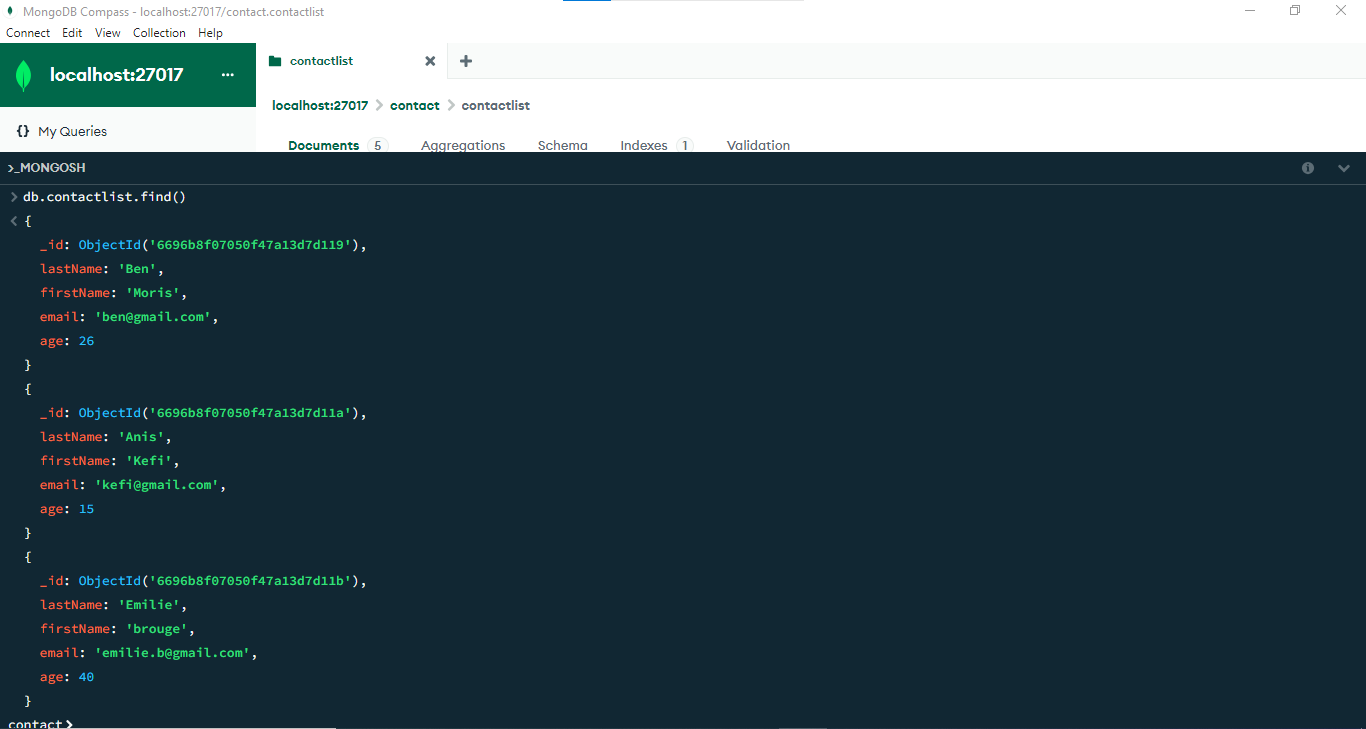 MongoDB Compass - localhost:27017/contact.contactlist
Connect Edit View Collection Help
localhost:27017 ...
contactlist
localhost:27017 > contact > contactlist
{} My Queries
Documents 5 Aggregations Schema Indexes 1 Validation
>_MONGOSH
> db.contactlist.find()
< {
_id: ObjectId('6696b8f07050f47a13d7d119'),
lastName: 'Ben',
firstName: 'Moris',
email: 'ben@gmail.com',
age: 26
}
{
_id: ObjectId('6696b8f07050f47a13d7d11a'),
lastName: 'Anis',
firstName: 'Kefi',
email: 'kefi@gmail.com',
age: 15
}
{
_id: ObjectId('6696b8f07050f47a13d7d11b'),
lastName: 'Emilie',
firstName: 'brouge',
email: 'emilie.b@gmail.com',
age: 40
}
contact>